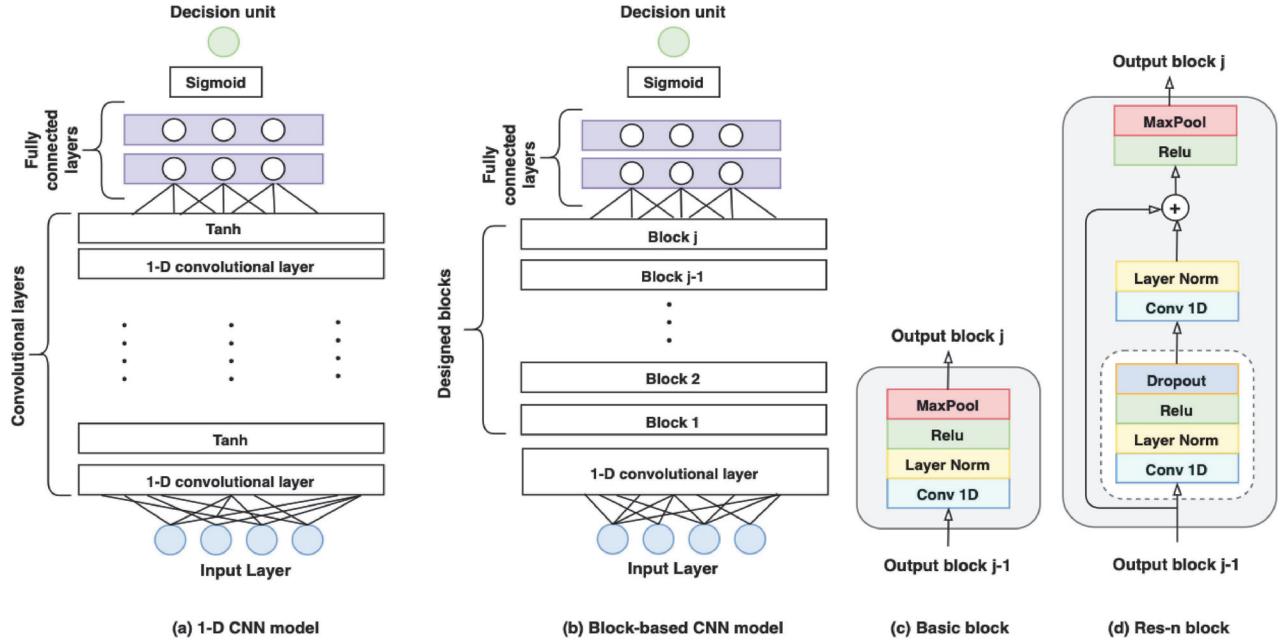 Decision unit
Sigmoid
Fully
connected
layers
Tanh
1-D convolutional layer
Convolutional layers
Tanh
1-D convolutional layer
Input Layer
(a) 1-D CNN model
Decision unit
Sigmoid
Fully
connected
layers
Block j
Block j-1
Designed blocks
Block 2
Block 1
1-D convolutional layer
Input Layer
(b) Block-based CNN model
Output block j
MaxPool
Relu
Layer Norm
Conv 1D
Output block j-1
(c) Basic block
Output block j
MaxPool
Relu
+
Layer Norm
Conv 1D
Dropout
Relu
Layer Norm
Conv 1D
Output block j-1
(d) Res-n block